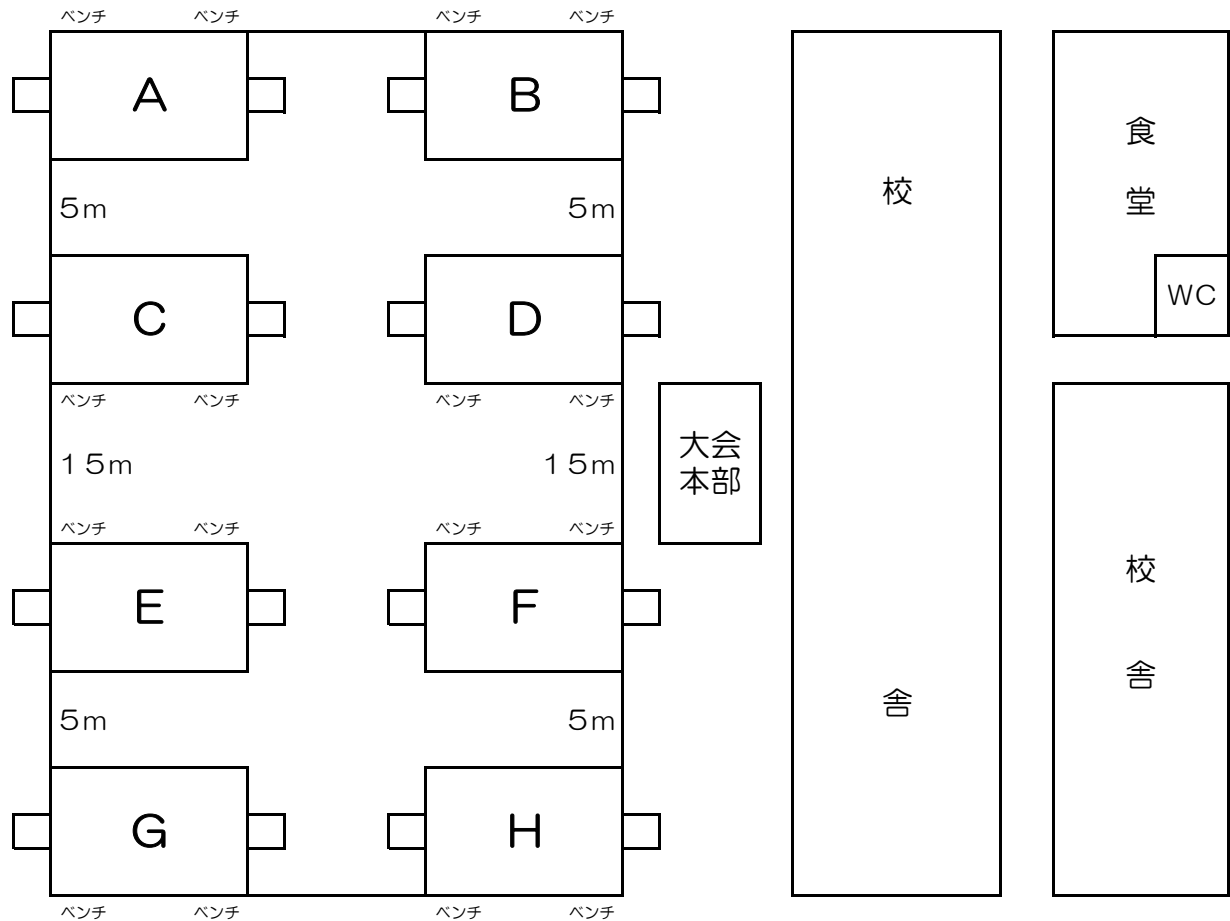 ベンチ ベンチ ベンチ ベンチ
A B
食堂
校
5m 5m
WC
C D
ベンチ ベンチ ベンチ ベンチ
大会
本部
15m 15m
ベンチ ベンチ ベンチ ベンチ
校
E F
舎
舎
5m 5m
G H
ベンチ ベンチ ベンチ ベンチ